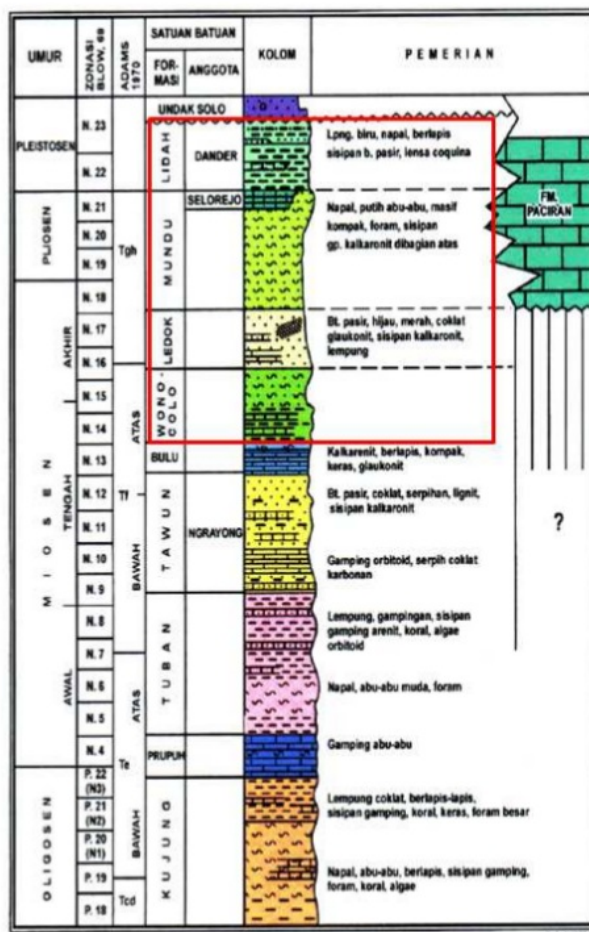 UMUR
ZONASI BLOW, 69
ADAMS 1970
SATUAN BATUAN
FOR-
MASI
ANGGOTA
KOLOM
PEMERIAN
PLEISTOSEN
PLIOSEN
MIOSEN
AKHIR
TENGAH
AWAL
OLIGOSEN
N. 23
N. 22
N. 21
N. 20
N. 19
N. 18
N. 17
N. 16
N. 15
N. 14
N. 13
N. 12
N. 11
N. 10
N. 9
N. 8
N. 7
N. 6
N. 5
N. 4
P. 22
(N3)
P. 21
(N2)
P. 20
(N1)
P. 19
P. 18
Tgh
ATAS
Tf
BAWAH
ATAS
Te
BAWAH
Tcd
UNDAK SOLO
LIDAH
DANDER
SELOREJO
MUNDU
LEDOK
WONO-
COLO
BULU
TAWUN
NGRAYONG
TUBAN
PRUPUH
KUJUNG
Lpng. biru, napal, berlapis
sisipan b. pasir, lensa coquina
Napal, putih abu-abu, masif
kompak, foram, sisipan
gp. kalkaronit dibagian atas
Bt. pasir, hijau, merah, coklat
glaukonit, sisipan kalkaronit,
lempung
Kalkarenit, berlapis, kompak,
keras, glaukonit
Bt. pasir, coklat, serpihan, lignit,
sisipan kalkaronit
Gamping orbitoid, serpih coklat
karbonan
Lempung, gampingan, sisipan
gamping arenit, koral, algae
orbitoid
Napal, abu-abu muda, foram
Gamping abu-abu
Lempung coklat, berlapis-lapis,
sisipan gamping, koral, keras, foram besar
Napal, abu-abu, berlapis, sisipan gamping,
foram, koral, algae
FM.
PACIRAN
?